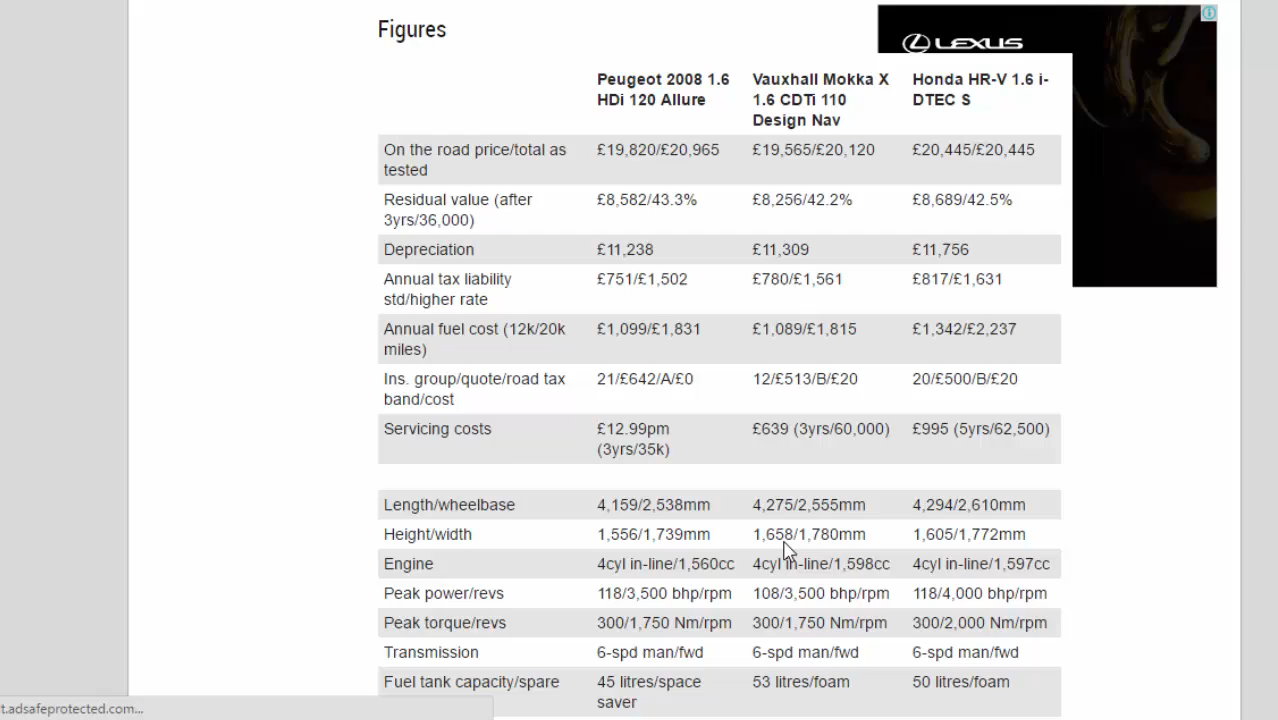 Figures
LEXUS
Peugeot 2008 1.6 HDi 120 Allure
Vauxhall Mokka X 1.6 CDTi 110 Design Nav
Honda HR-V 1.6 i-DTEC S
On the road price/total as tested £19,820/£20,965 £19,565/£20,120 £20,445/£20,445
Residual value (after 3yrs/36,000) £8,582/43.3% £8,256/42.2% £8,689/42.5%
Depreciation £11,238 £11,309 £11,756
Annual tax liability std/higher rate £751/£1,502 £780/£1,561 £817/£1,631
Annual fuel cost (12k/20k miles) £1,099/£1,831 £1,089/£1,815 £1,342/£2,237
Ins. group/quote/road tax band/cost 21/£642/A/£0 12/£513/B/£20 20/£500/B/£20
Servicing costs £12.99pm (3yrs/35k) £639 (3yrs/60,000) £995 (5yrs/62,500)
Length/wheelbase 4,159/2,538mm 4,275/2,555mm 4,294/2,610mm
Height/width 1,556/1,739mm 1,658/1,780mm 1,605/1,772mm
Engine 4cyl in-line/1,560cc 4cyl in-line/1,598cc 4cyl in-line/1,597cc
Peak power/revs 118/3,500 bhp/rpm 108/3,500 bhp/rpm 118/4,000 bhp/rpm
Peak torque/revs 300/1,750 Nm/rpm 300/1,750 Nm/rpm 300/2,000 Nm/rpm
Transmission 6-spd man/fwd 6-spd man/fwd 6-spd man/fwd
Fuel tank capacity/spare 45 litres/space saver 53 litres/foam 50 litres/foam
t.adsafeprotected.com...